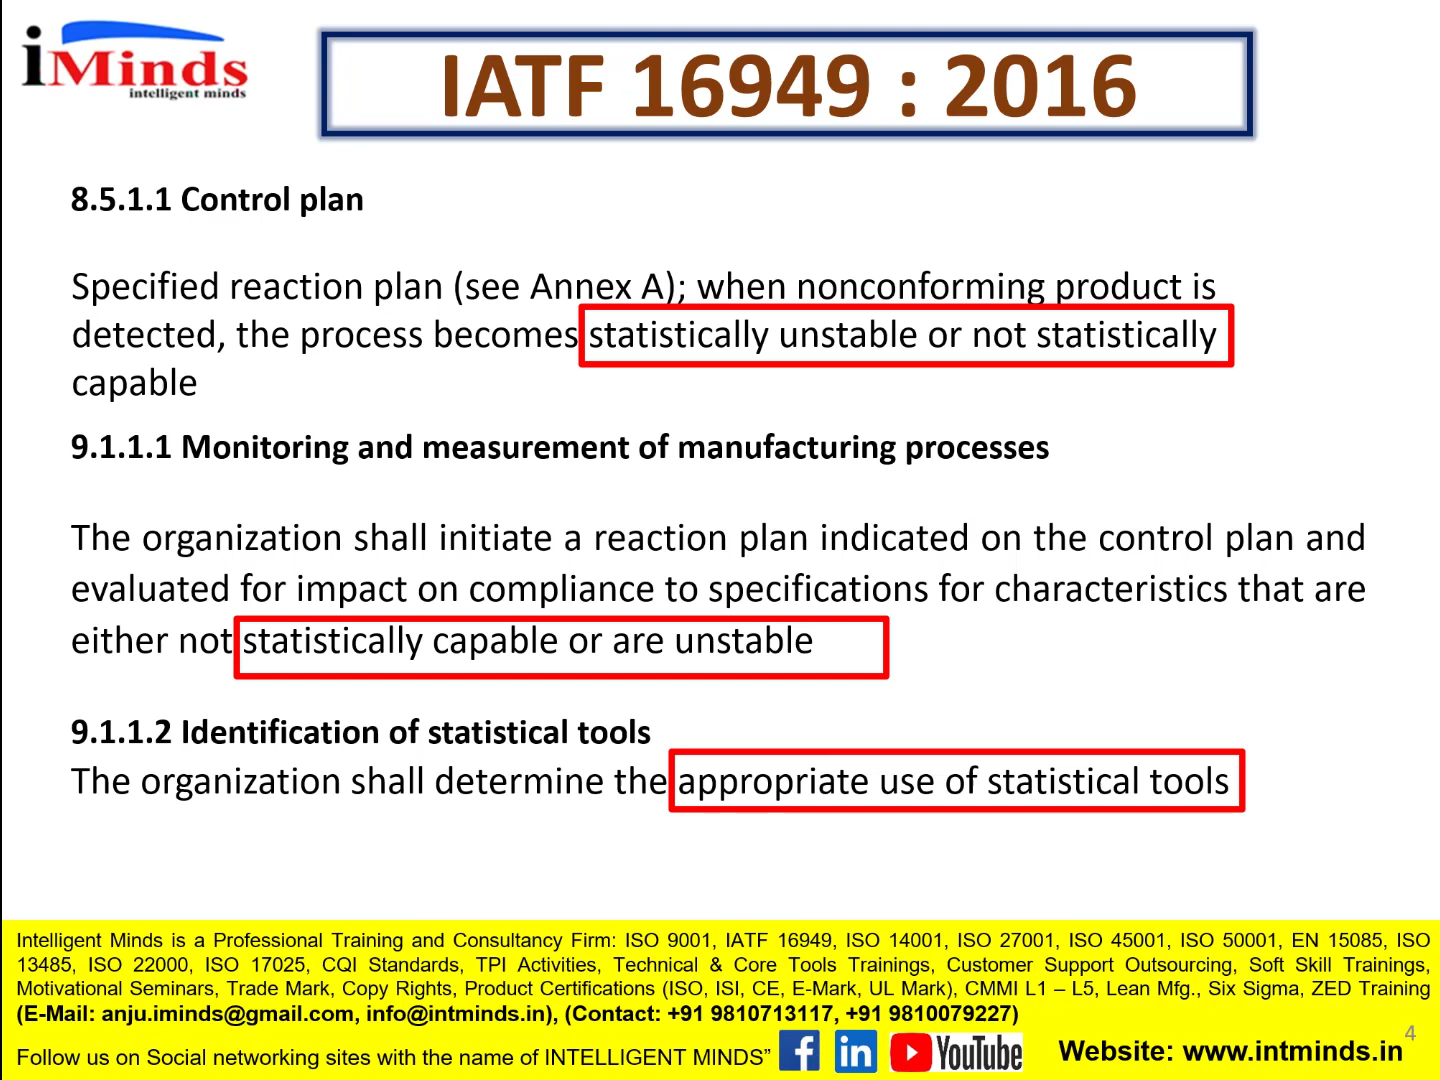 iMinds
intelligent minds
IATF 16949 : 2016
8.5.1.1 Control plan
Specified reaction plan (see Annex A); when nonconforming product is
detected, the process becomes statistically unstable or not statistically
capable
9.1.1.1 Monitoring and measurement of manufacturing processes
The organization shall initiate a reaction plan indicated on the control plan and
evaluated for impact on compliance to specifications for characteristics that are
either not statistically capable or are unstable
9.1.1.2 Identification of statistical tools
The organization shall determine the appropriate use of statistical tools
Intelligent Minds is a Professional Training and Consultancy Firm: ISO 9001, IATF 16949, ISO 14001, ISO 27001, ISO 45001, ISO 50001, EN 15085, ISO
13485, ISO 22000, ISO 17025, CQI Standards, TPI Activities, Technical & Core Tools Trainings, Customer Support Outsourcing, Soft Skill Trainings,
Motivational Seminars, Trade Mark, Copy Rights, Product Certifications (ISO, ISI, CE, E-Mark, UL Mark), CMMI L1 – L5, Lean Mfg., Six Sigma, ZED Training
(E-Mail: anju.iminds@gmail.com, info@intminds.in), (Contact: +91 9810713117, +91 9810079227)
4
Follow us on Social networking sites with the name of INTELLIGENT MINDS” f in YouTube Website: www.intminds.in